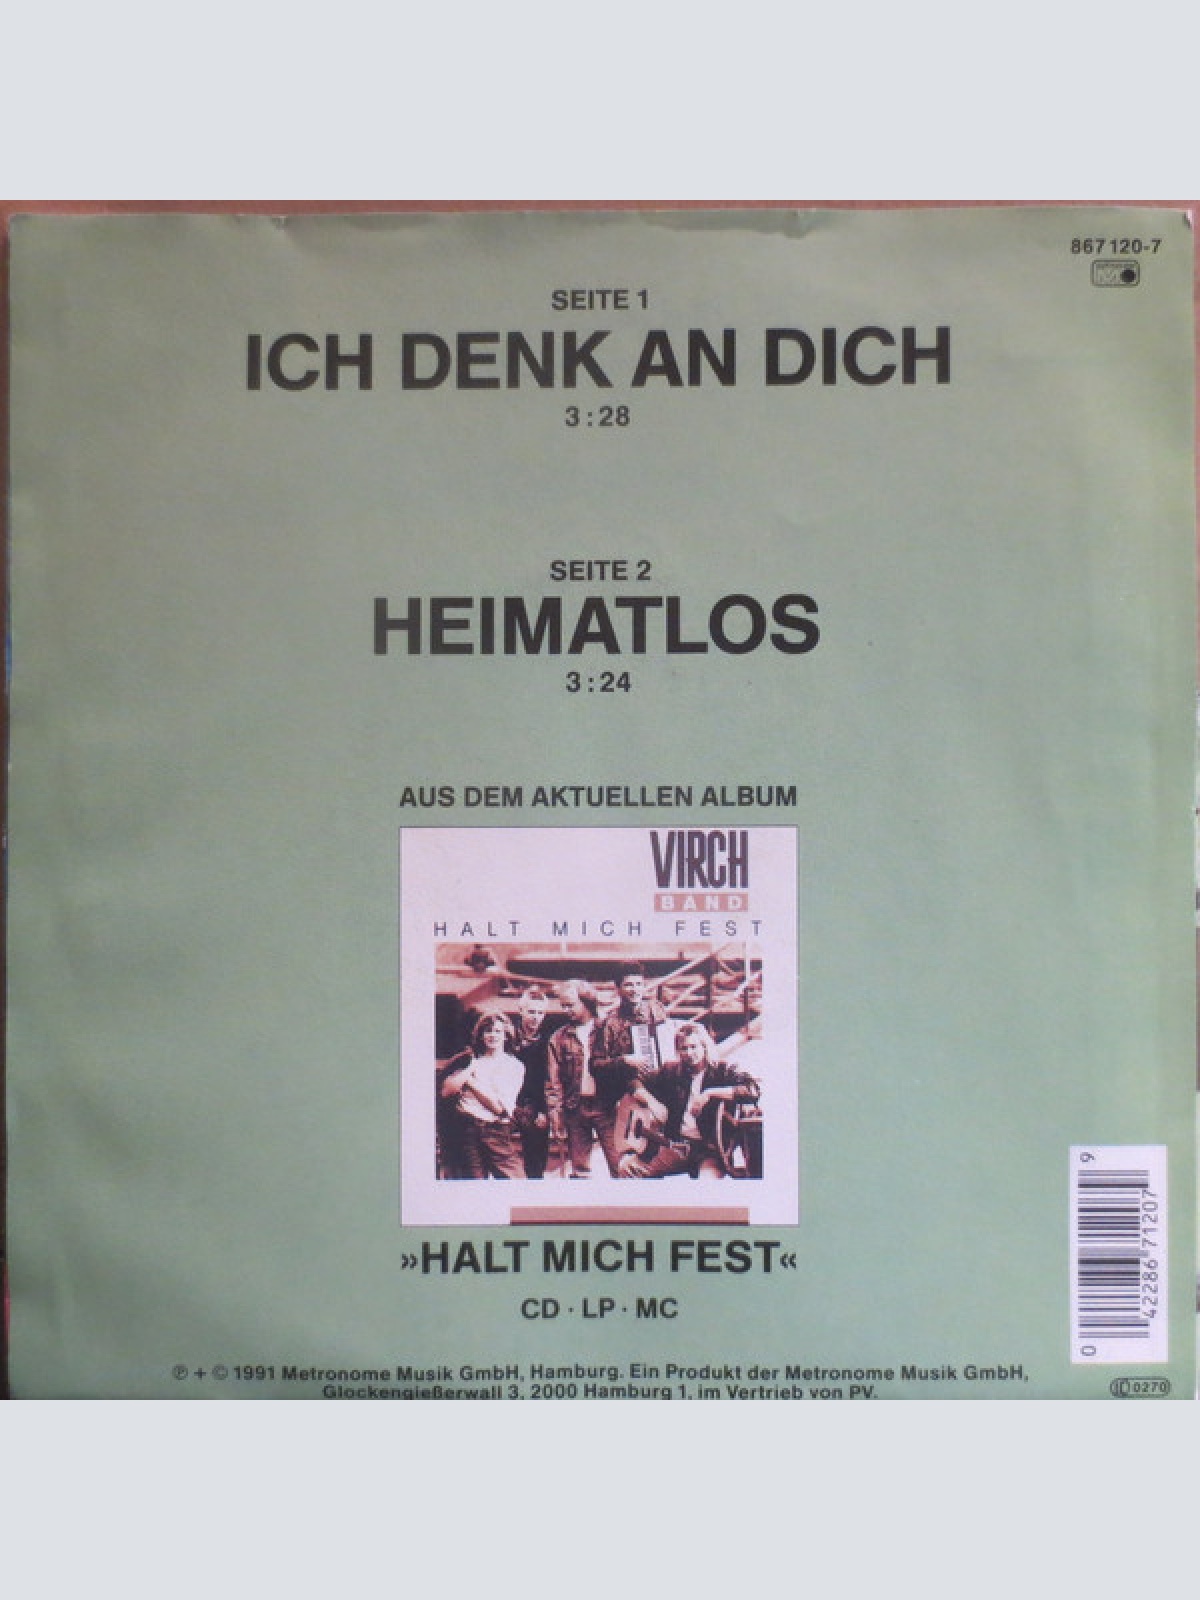 867 120-7
SEITE 1
ICH DENK AN DICH
3:28
SEITE 2
HEIMATLOS
3:24
AUS DEM AKTUELLEN ALBUM
VIRCH
BAND
HALT MICH FEST
»HALT MICH FEST«
CD · LP · MC
0 42286 71207 9
℗ + © 1991 Metronome Musik GmbH, Hamburg. Ein Produkt der Metronome Musik GmbH,
Glockengießerwall 3, 2000 Hamburg 1, im Vertrieb von PV.
LC 0270